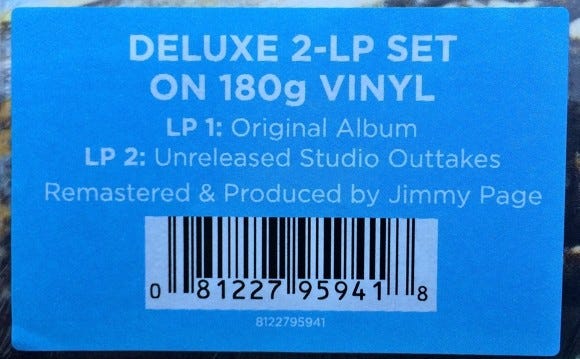 DELUXE 2-LP SET
ON 180g VINYL
LP 1: Original Album
LP 2: Unreleased Studio Outtakes
Remastered & Produced by Jimmy Page
0 81227 95941 8
8122795941